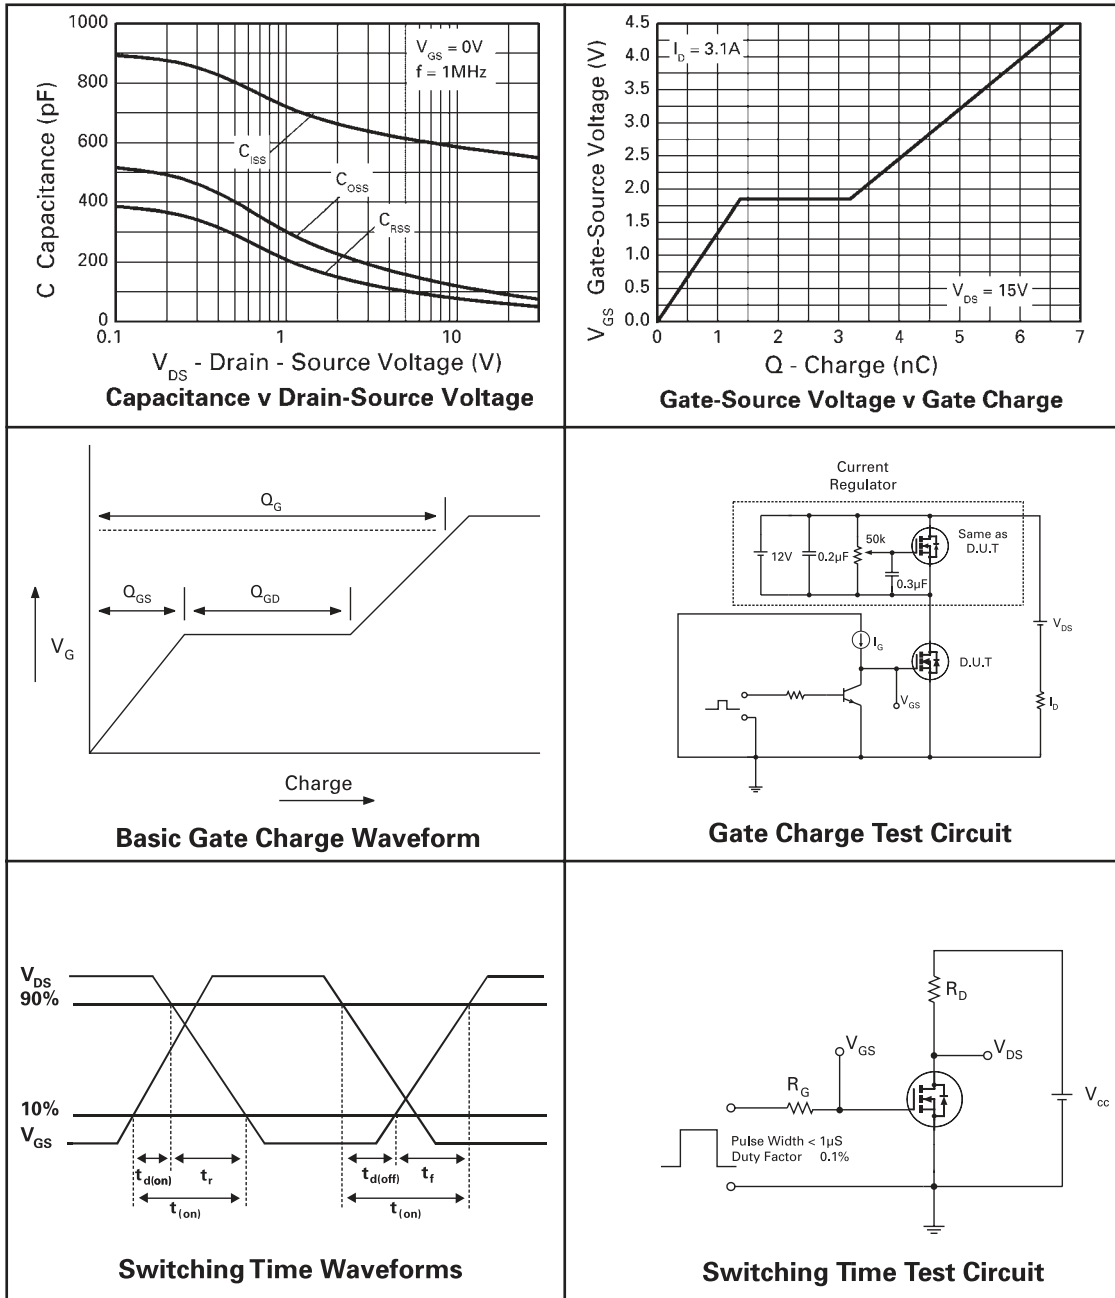 1000
800
600
400
200
0
C Capacitance (pF)
V_GS = 0V
f = 1MHz
C_ISS
C_OSS
C_RSS
0.1 1 10
V_DS - Drain - Source Voltage (V)
Capacitance v Drain-Source Voltage
4.5
4.0
3.5
3.0
2.5
2.0
1.5
1.0
0.5
0.0
V_GS Gate-Source Voltage (V)
I_D = 3.1A
V_DS = 15V
0 1 2 3 4 5 6 7
Q - Charge (nC)
Gate-Source Voltage v Gate Charge
Q_G
Q_GS Q_GD
V_G
Charge
Basic Gate Charge Waveform
Current
Regulator
12V
0.2µF
50k
0.3µF
Same as
D.U.T
V_DS
I_G
D.U.T
V_GS
I_D
Gate Charge Test Circuit
V_DS
90%
10%
V_GS
t_d(on) t_r t_d(off) t_f
t_(on) t_(on)
Switching Time Waveforms
R_D
V_GS
V_DS
R_G
V_cc
Pulse Width < 1µS
Duty Factor 0.1%
Switching Time Test Circuit